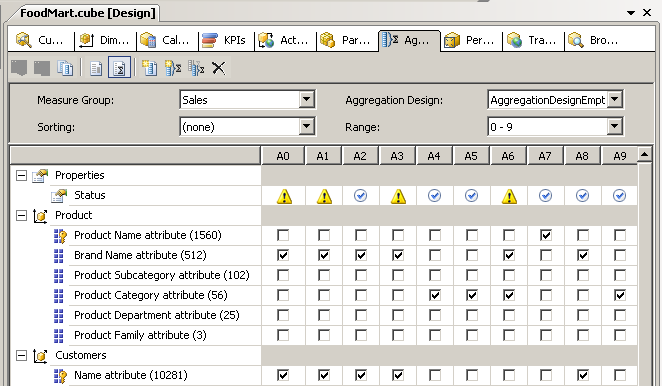 FoodMart.cube [Design]
Cu... Dim... Cal... KPIs Act... Par... Ag... Per... Tra... Bro...
Measure Group: Sales Aggregation Design: AggregationDesignEmpt
Sorting: (none) Range: 0 - 9
A0 A1 A2 A3 A4 A5 A6 A7 A8 A9
Properties
Status
Product
Product Name attribute (1560)
Brand Name attribute (512)
Product Subcategory attribute (102)
Product Category attribute (56)
Product Department attribute (25)
Product Family attribute (3)
Customers
Name attribute (10281)